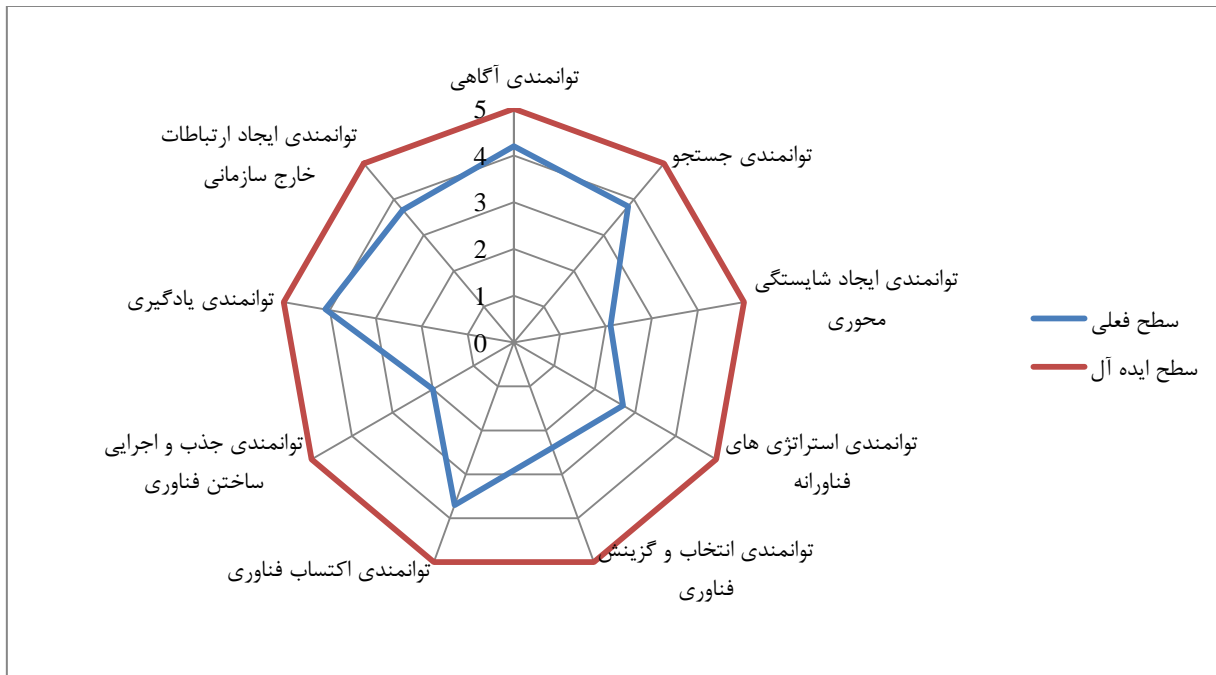 توانمندی آگاهی
5
4
3
2
1
0
توانمندی جستجو
توانمندی ایجاد شایستگی
محوری
توانمندی استراتژی های
فناورانه
توانمندی انتخاب و گزینش
فناوری
توانمندی اکتساب فناوری
توانمندی جذب و اجرایی
ساختن فناوری
توانمندی یادگیری
توانمندی ایجاد ارتباطات
خارج سازمانی
سطح فعلی
سطح ایده آل